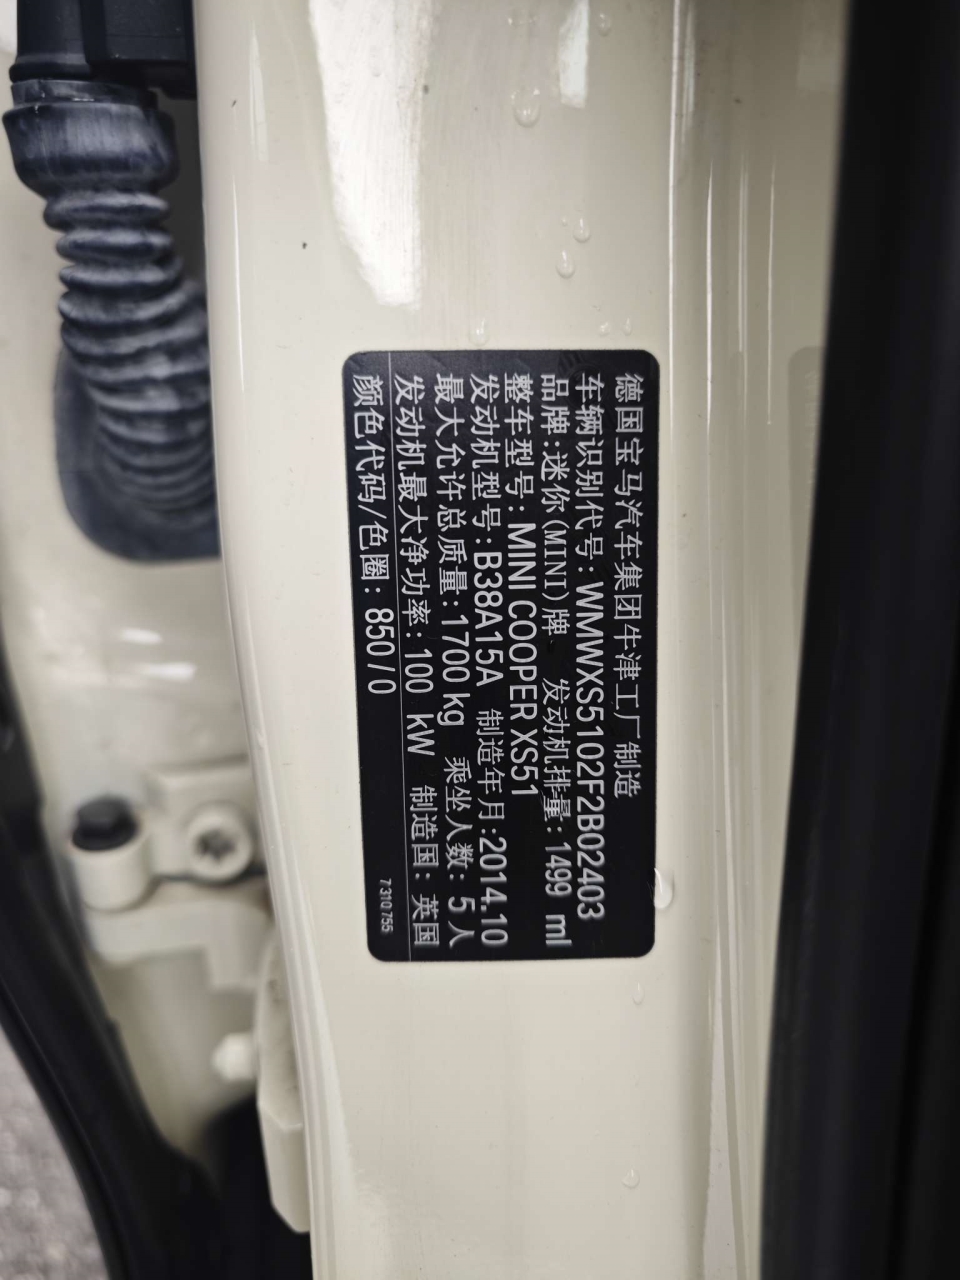 德国宝马汽车集团牛津工厂制造
车辆识别代号: WMWXS5102F2B02403
品牌:迷你(MINI)牌 发动机排量:1499 ml
整车型号: MINI COOPER XS51
发动机型号: B38A15A 制造年月:2014.10
最大允许总质量:1700 kg 乘坐人数: 5人
发动机最大净功率:100 kW 制造国: 英国
颜色代码/色圈: 850/0
7 310 755